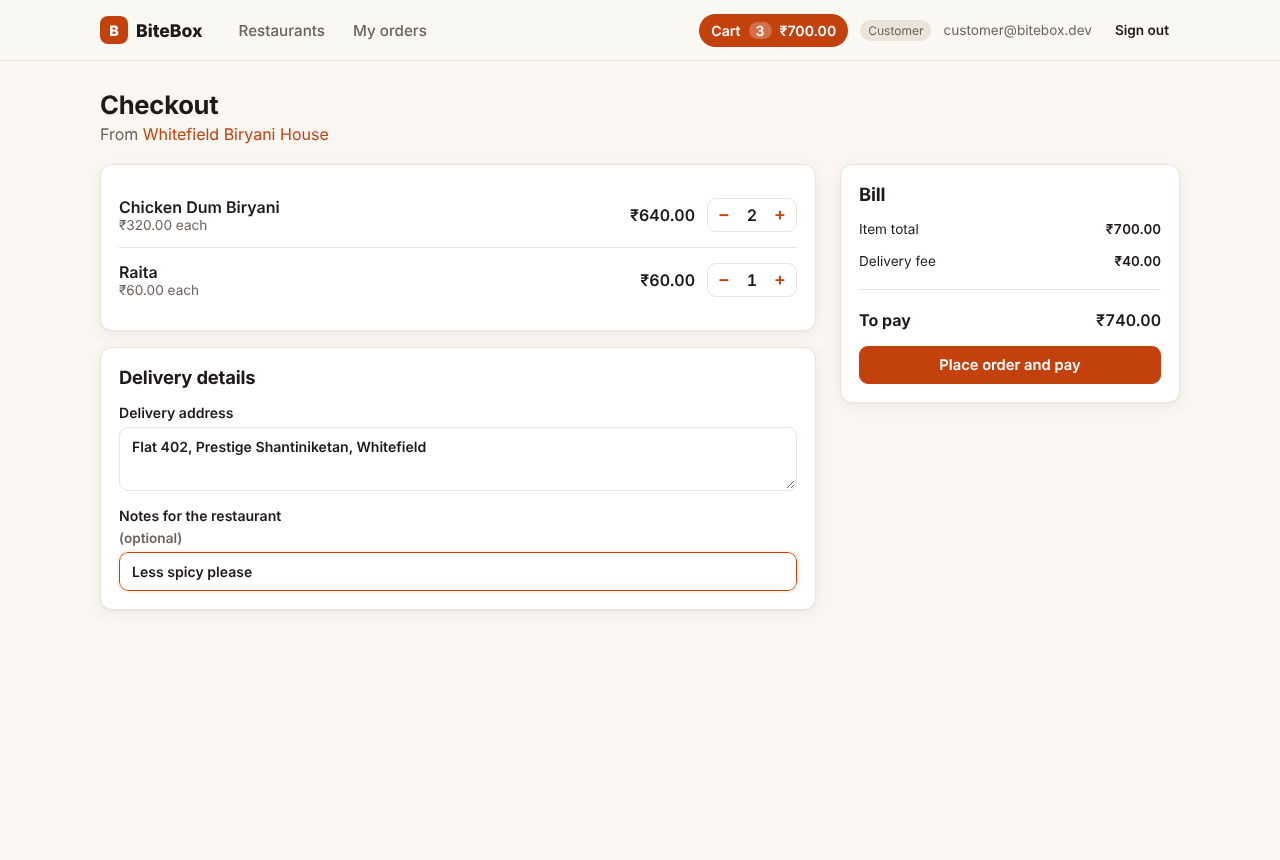 B BiteBox Restaurants My orders Cart 3 ₹700.00 Customer customer@bitebox.dev Sign out
Checkout
From Whitefield Biryani House
Chicken Dum Biryani
₹320.00 each
₹640.00 − 2 +
Raita
₹60.00 each
₹60.00 − 1 +
Delivery details
Delivery address
Flat 402, Prestige Shantiniketan, Whitefield
Notes for the restaurant
(optional)
Less spicy please
Bill
Item total ₹700.00
Delivery fee ₹40.00
To pay ₹740.00
Place order and pay